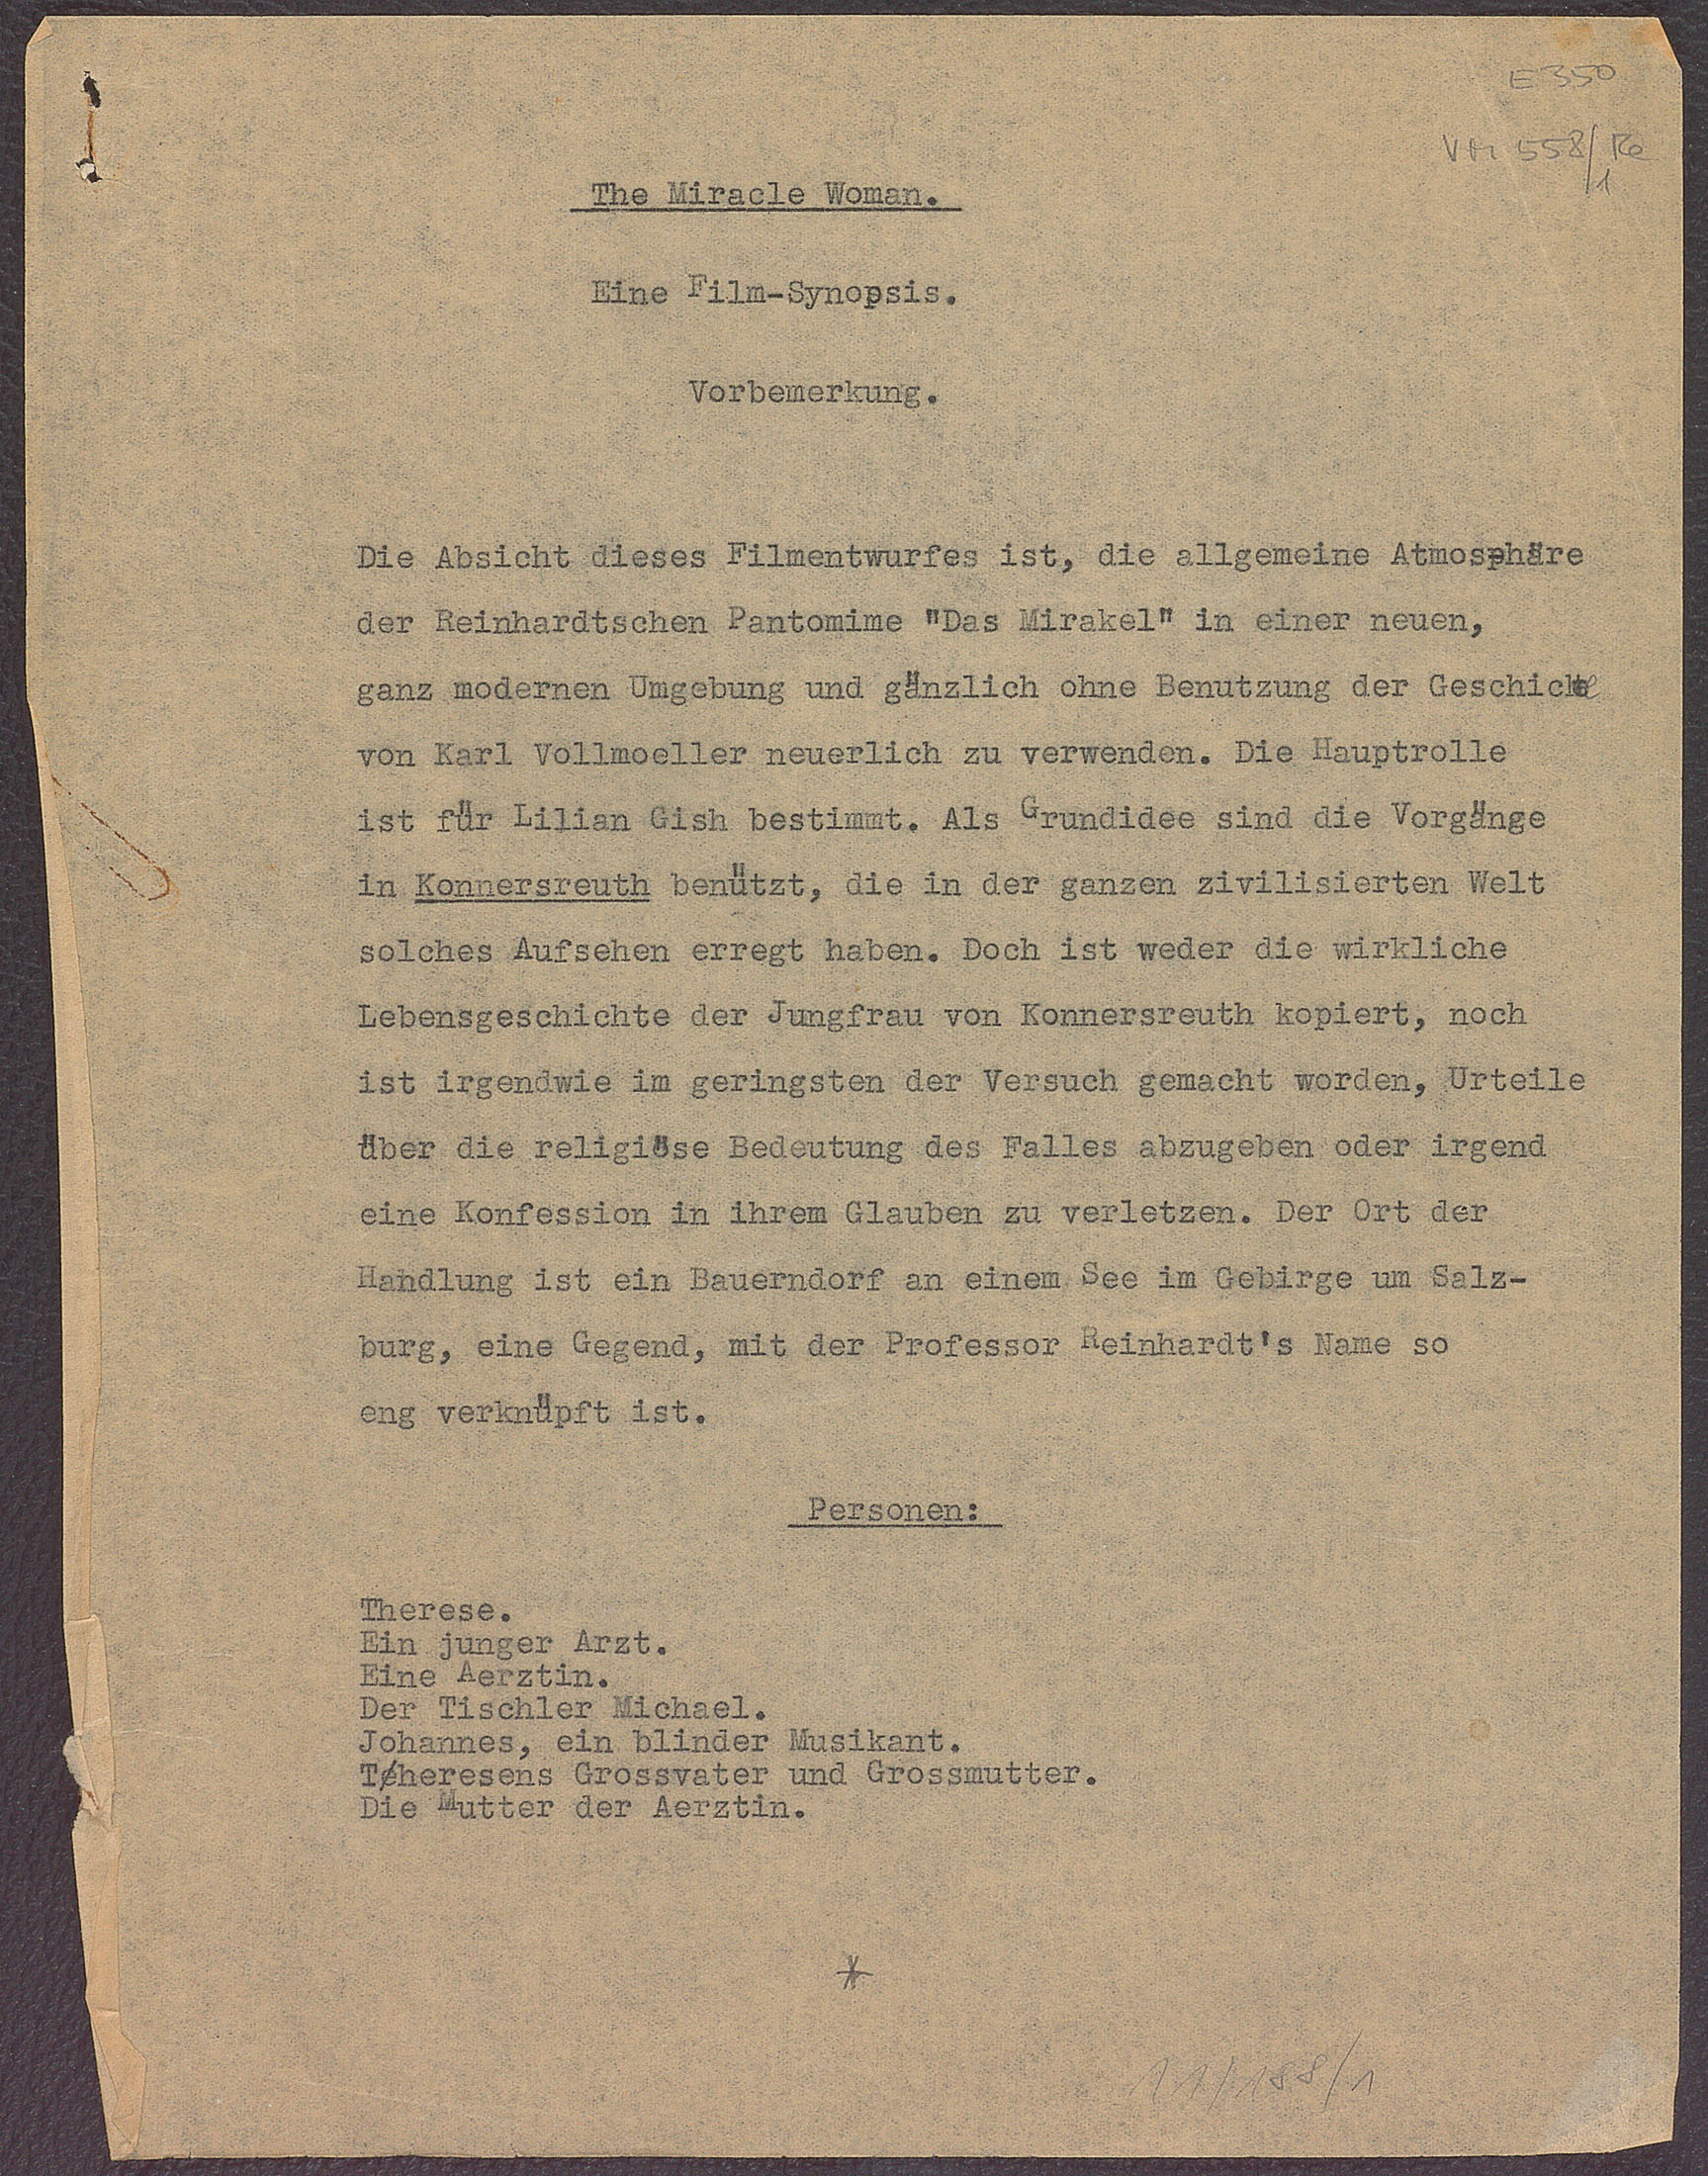 E 350
VM 558/Re
1
The Miracle Woman.
Eine Film-Synopsis.
Vorbemerkung.
Die Absicht dieses Filmentwurfes ist, die allgemeine Atmosphäre
der Reinhardtschen Pantomime "Das Mirakel" in einer neuen,
ganz modernen Umgebung und gänzlich ohne Benutzung der Geschichte
von Karl Vollmoeller neuerlich zu verwenden. Die Hauptrolle
ist für Lilian Gish bestimmt. Als Grundidee sind die Vorgänge
in Konnersreuth benützt, die in der ganzen zivilisierten Welt
solches Aufsehen erregt haben. Doch ist weder die wirkliche
Lebensgeschichte der Jungfrau von Konnersreuth kopiert, noch
ist irgendwie im geringsten der Versuch gemacht worden, Urteile
über die religiöse Bedeutung des Falles abzugeben oder irgend
eine Konfession in ihrem Glauben zu verletzen. Der Ort der
Handlung ist ein Bauerndorf an einem See im Gebirge um Salz-
burg, eine Gegend, mit der Professor Reinhardt's Name so
eng verknüpft ist.
Personen:
Therese.
Ein junger Arzt.
Eine Aerztin.
Der Tischler Michael.
Johannes, ein blinder Musikant.
Theresens Grossvater und Grossmutter.
Die Mutter der Aerztin.
*
11/188/1